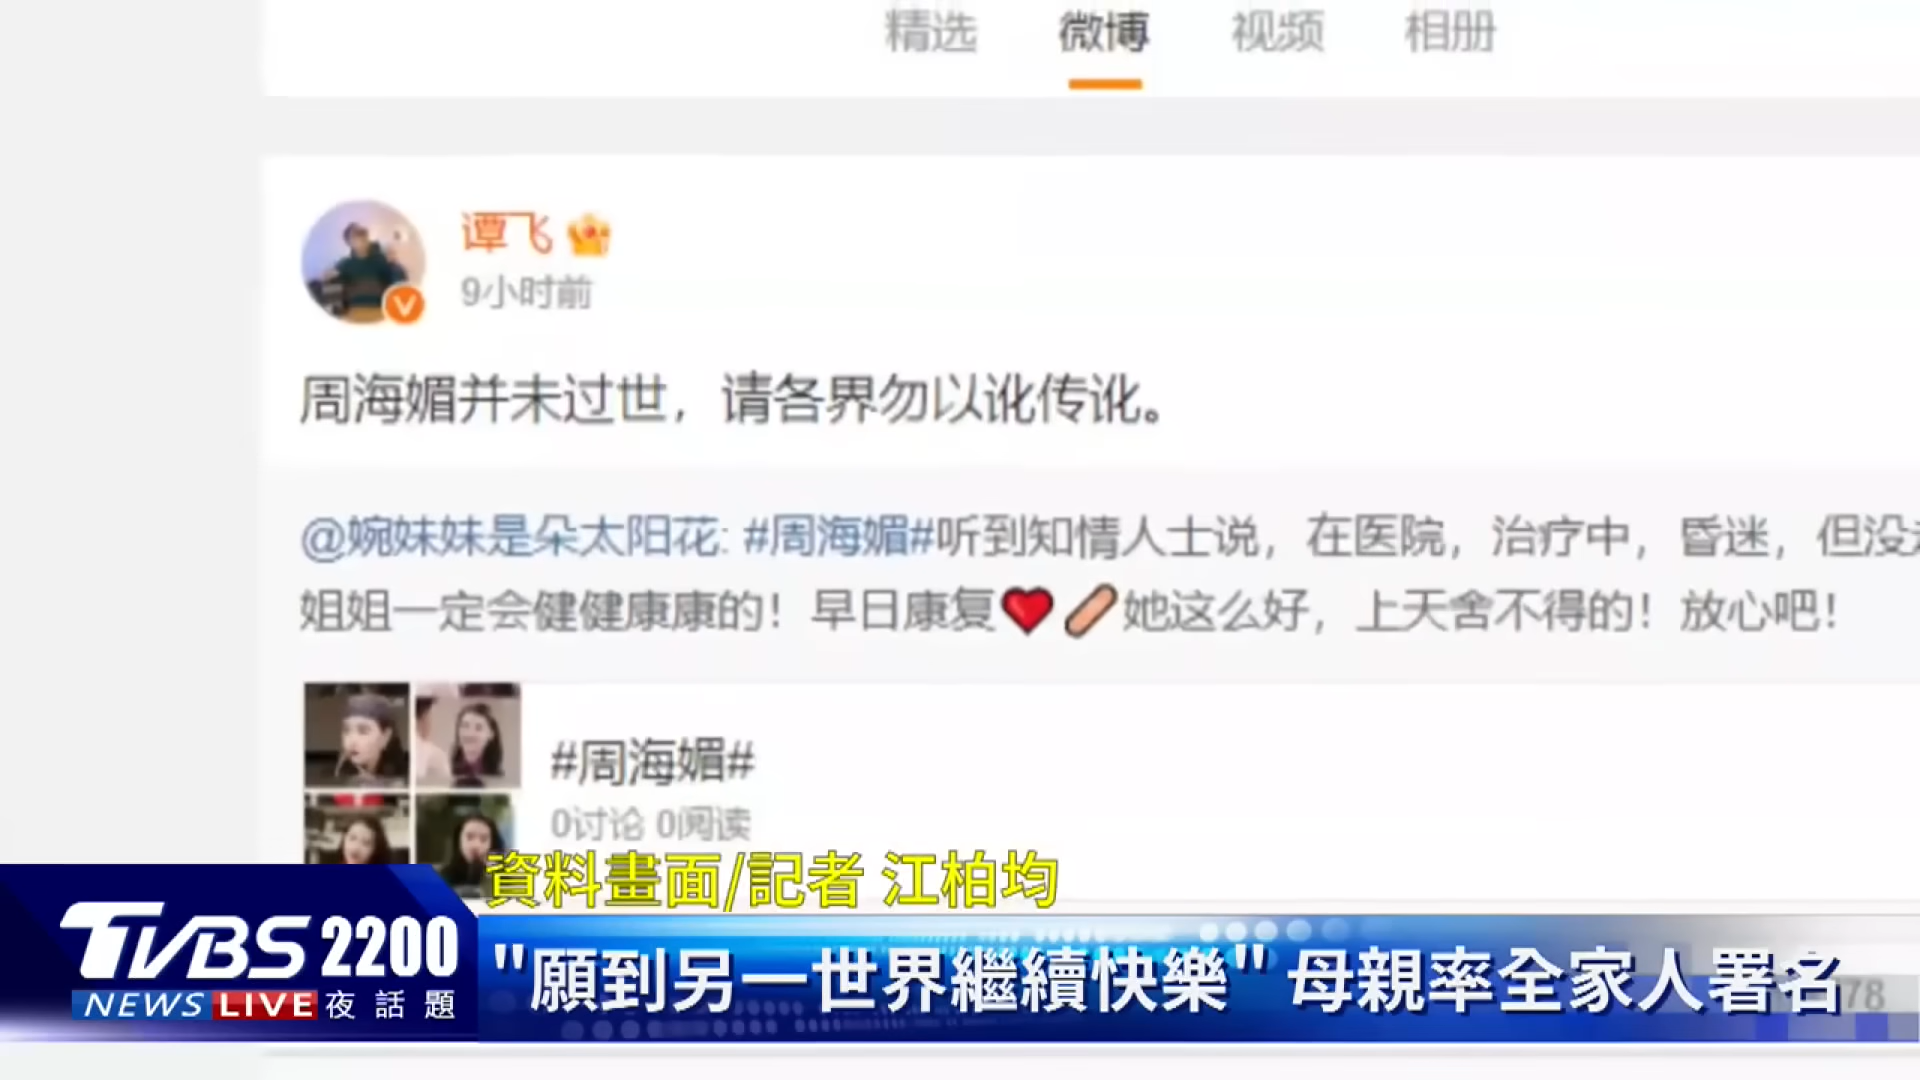 精选 微博 视频 相册
谭飞
9小时前
周海媚并未过世，请各界勿以讹传讹。
@婉妹妹是朵太阳花: #周海媚#听到知情人士说，在医院，治疗中，昏迷，但没
姐姐一定会健健康康的！早日康复❤️🩹她这么好，上天舍不得的！放心吧！
#周海媚#
0讨论 0阅读
資料畫面/記者 江柏均
TVBS 2200
NEWS LIVE 夜話題
"願到另一世界繼續快樂" 母親率全家人署名
78